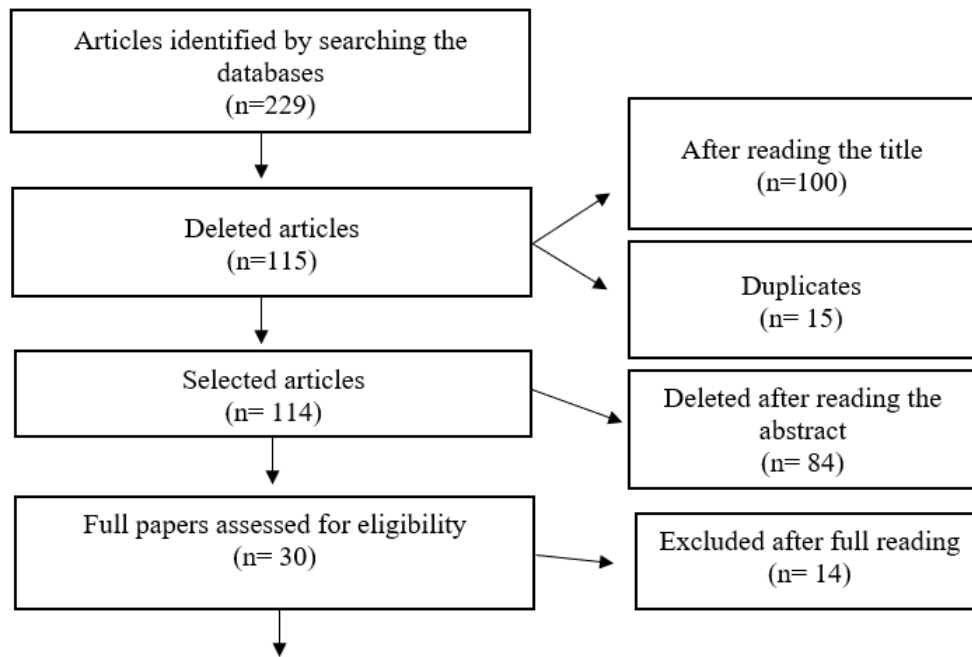 Articles identified by searching the
databases
(n=229)
After reading the title
(n=100)
Deleted articles
(n=115)
Duplicates
(n= 15)
Selected articles
(n= 114)
Deleted after reading the
abstract
(n= 84)
Full papers assessed for eligibility
(n= 30)
Excluded after full reading
(n= 14)